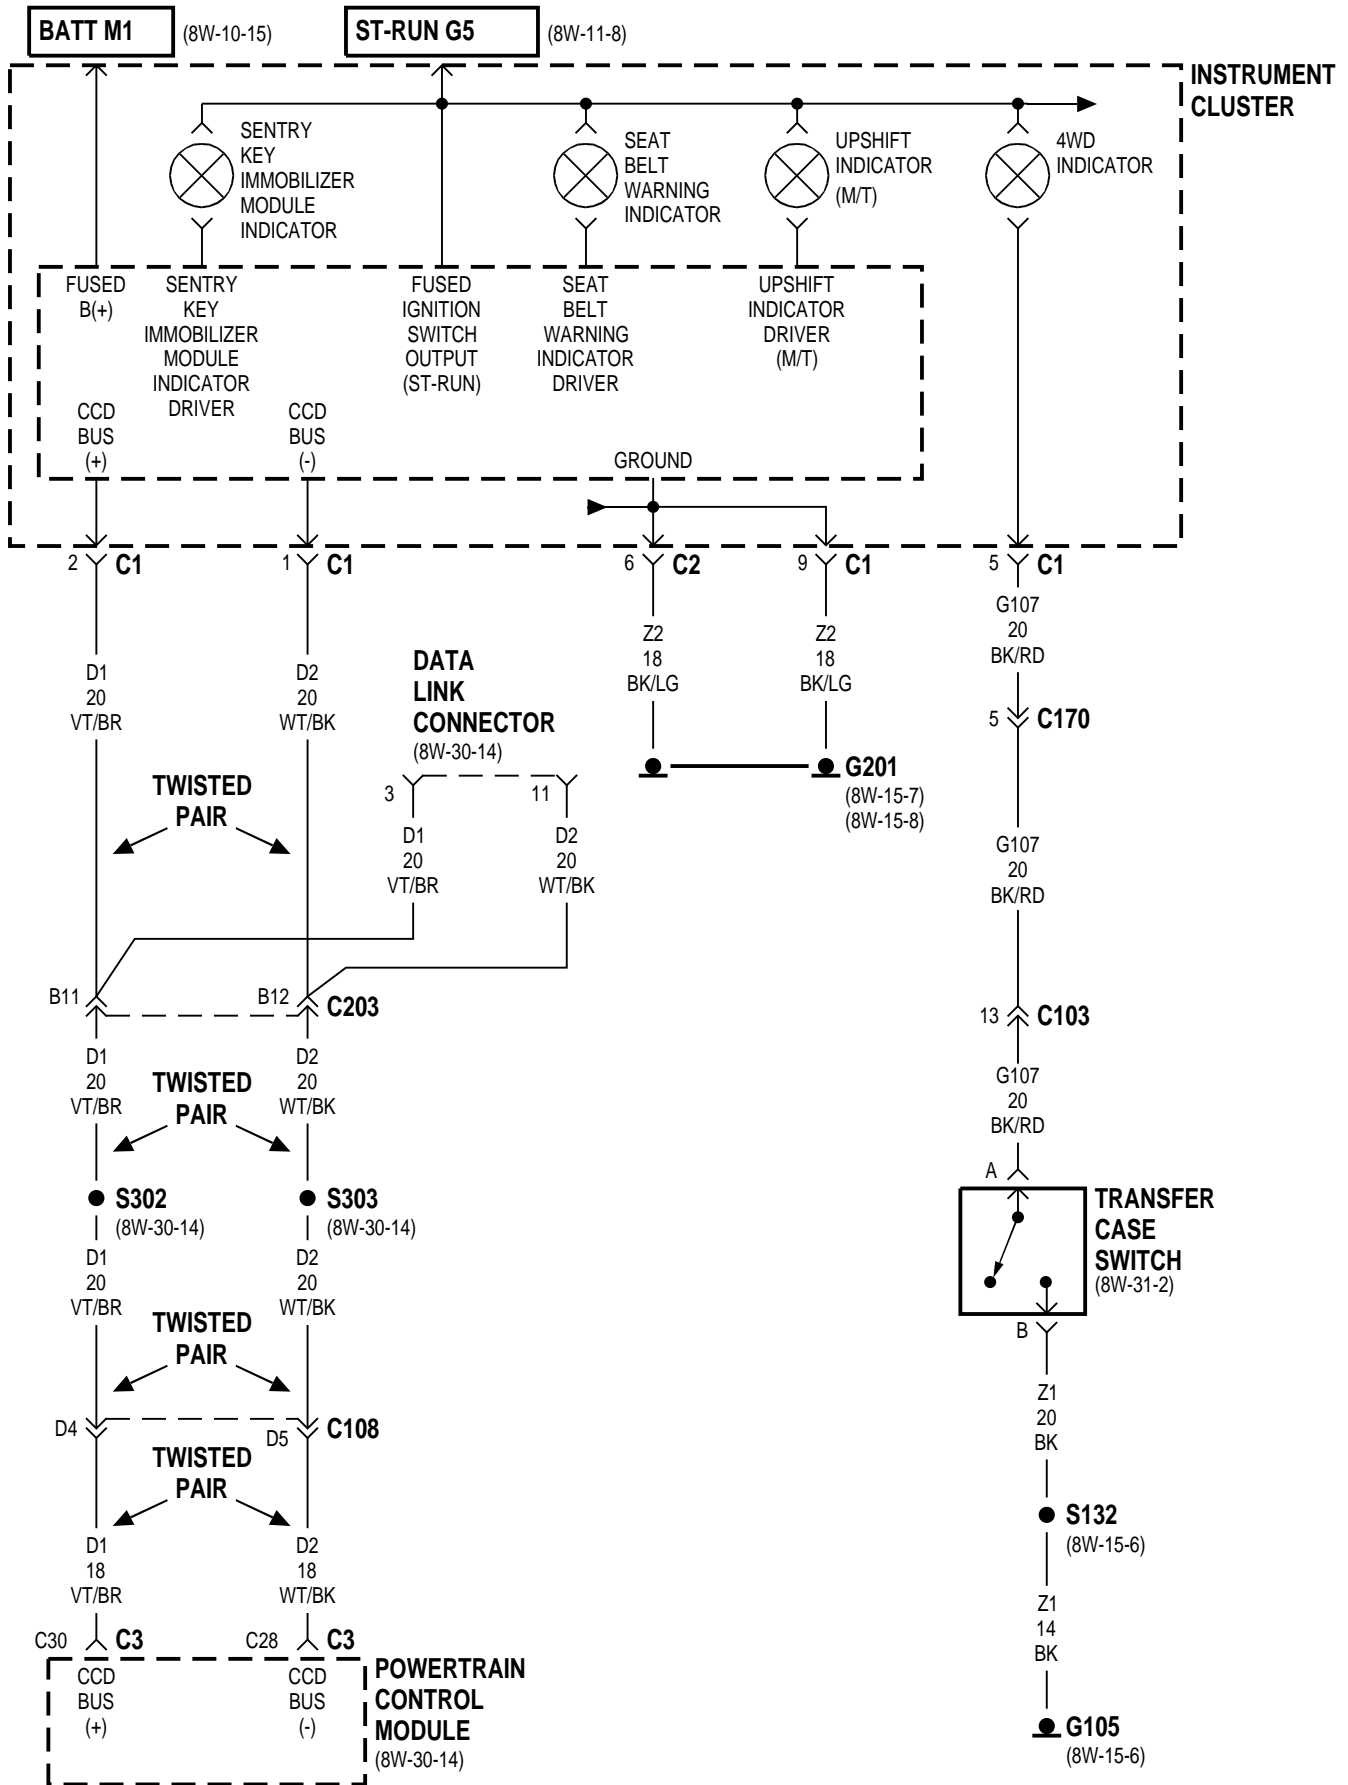 BATT M1
(8W-10-15)
ST-RUN G5
(8W-11-8)
INSTRUMENT
CLUSTER
SENTRY
KEY
IMMOBILIZER
MODULE
INDICATOR
SEAT
BELT
WARNING
INDICATOR
UPSHIFT
INDICATOR
(M/T)
4WD
INDICATOR
FUSED
B(+)
SENTRY
KEY
IMMOBILIZER
MODULE
INDICATOR
DRIVER
FUSED
IGNITION
SWITCH
OUTPUT
(ST-RUN)
SEAT
BELT
WARNING
INDICATOR
DRIVER
UPSHIFT
INDICATOR
DRIVER
(M/T)
CCD
BUS
(+)
CCD
BUS
(-)
GROUND
2 C1
1 C1
6 C2
9 C1
5 C1
D1
20
VT/BR
D2
20
WT/BK
DATA
LINK
CONNECTOR
(8W-30-14)
Z2
18
BK/LG
Z2
18
BK/LG
G107
20
BK/RD
5 C170
TWISTED
PAIR
3
11
D1
20
VT/BR
D2
20
WT/BK
G201
(8W-15-7)
(8W-15-8)
G107
20
BK/RD
B11
B12 C203
13 C103
D1
20
VT/BR
TWISTED
PAIR
D2
20
WT/BK
G107
20
BK/RD
A
S302
(8W-30-14)
S303
(8W-30-14)
TRANSFER
CASE
SWITCH
(8W-31-2)
D1
20
VT/BR
D2
20
WT/BK
TWISTED
PAIR
B
D4
D5 C108
Z1
20
BK
TWISTED
PAIR
S132
(8W-15-6)
D1
18
VT/BR
D2
18
WT/BK
Z1
14
BK
C30 C3
C28 C3
CCD
BUS
(+)
CCD
BUS
(-)
POWERTRAIN
CONTROL
MODULE
(8W-30-14)
G105
(8W-15-6)